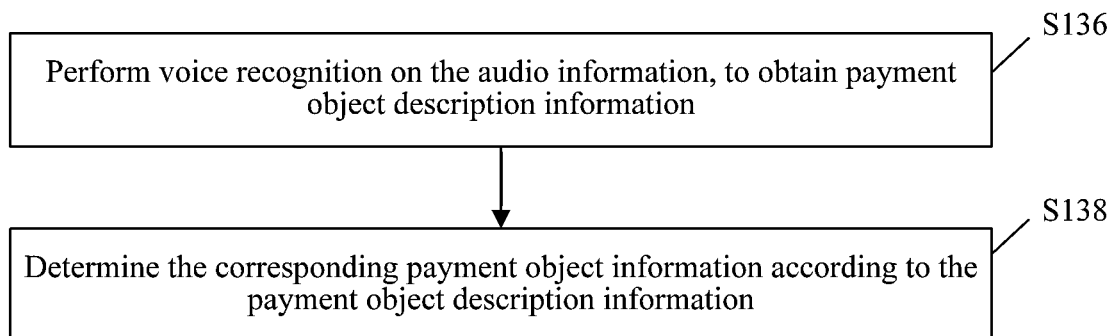 S136
Perform voice recognition on the audio information, to obtain payment
object description information
S138
Determine the corresponding payment object information according to the
payment object description information